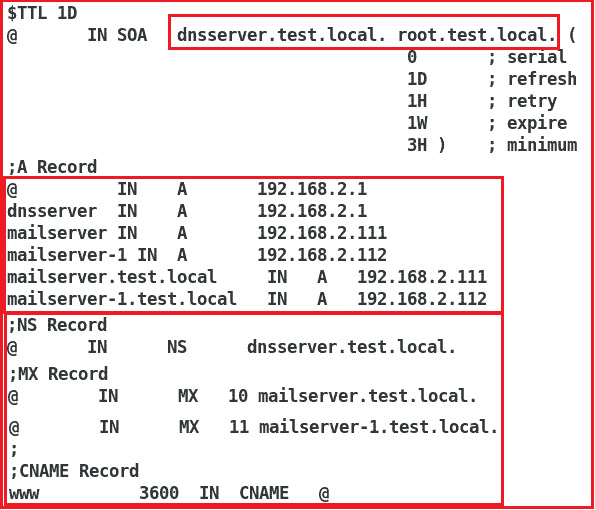 $TTL 1D
@       IN SOA   dnsserver.test.local. root.test.local. (
                                        0       ; serial
                                        1D      ; refresh
                                        1H      ; retry
                                        1W      ; expire
                                        3H )    ; minimum
;A Record
@          IN    A       192.168.2.1
dnsserver  IN    A       192.168.2.1
mailserver IN    A       192.168.2.111
mailserver-1 IN  A       192.168.2.112
mailserver.test.local     IN   A   192.168.2.111
mailserver-1.test.local   IN   A   192.168.2.112
;NS Record
@       IN      NS      dnsserver.test.local.
;MX Record
@        IN      MX   10 mailserver.test.local.
@        IN      MX   11 mailserver-1.test.local.
;
;CNAME Record
www          3600  IN  CNAME   @